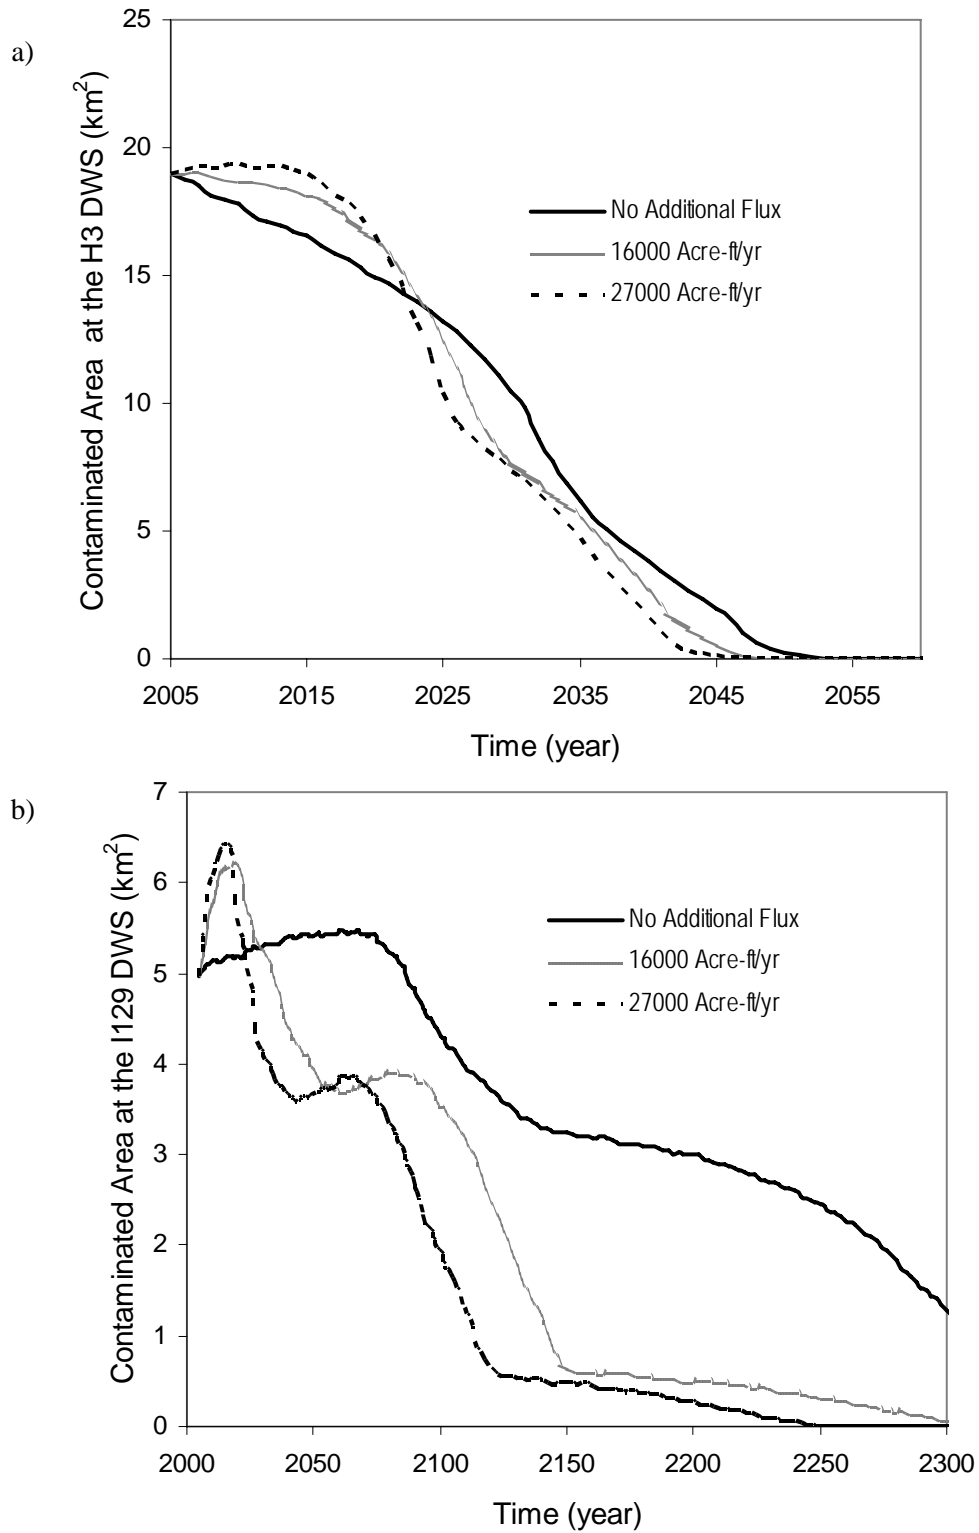 a)
Contaminated Area at the H3 DWS (km²)
25
20
15
10
5
0
No Additional Flux
16000 Acre-ft/yr
27000 Acre-ft/yr
2005 2015 2025 2035 2045 2055
Time (year)
b)
Contaminated Area at the I129 DWS (km²)
7
6
5
4
3
2
1
0
No Additional Flux
16000 Acre-ft/yr
27000 Acre-ft/yr
2000 2050 2100 2150 2200 2250 2300
Time (year)